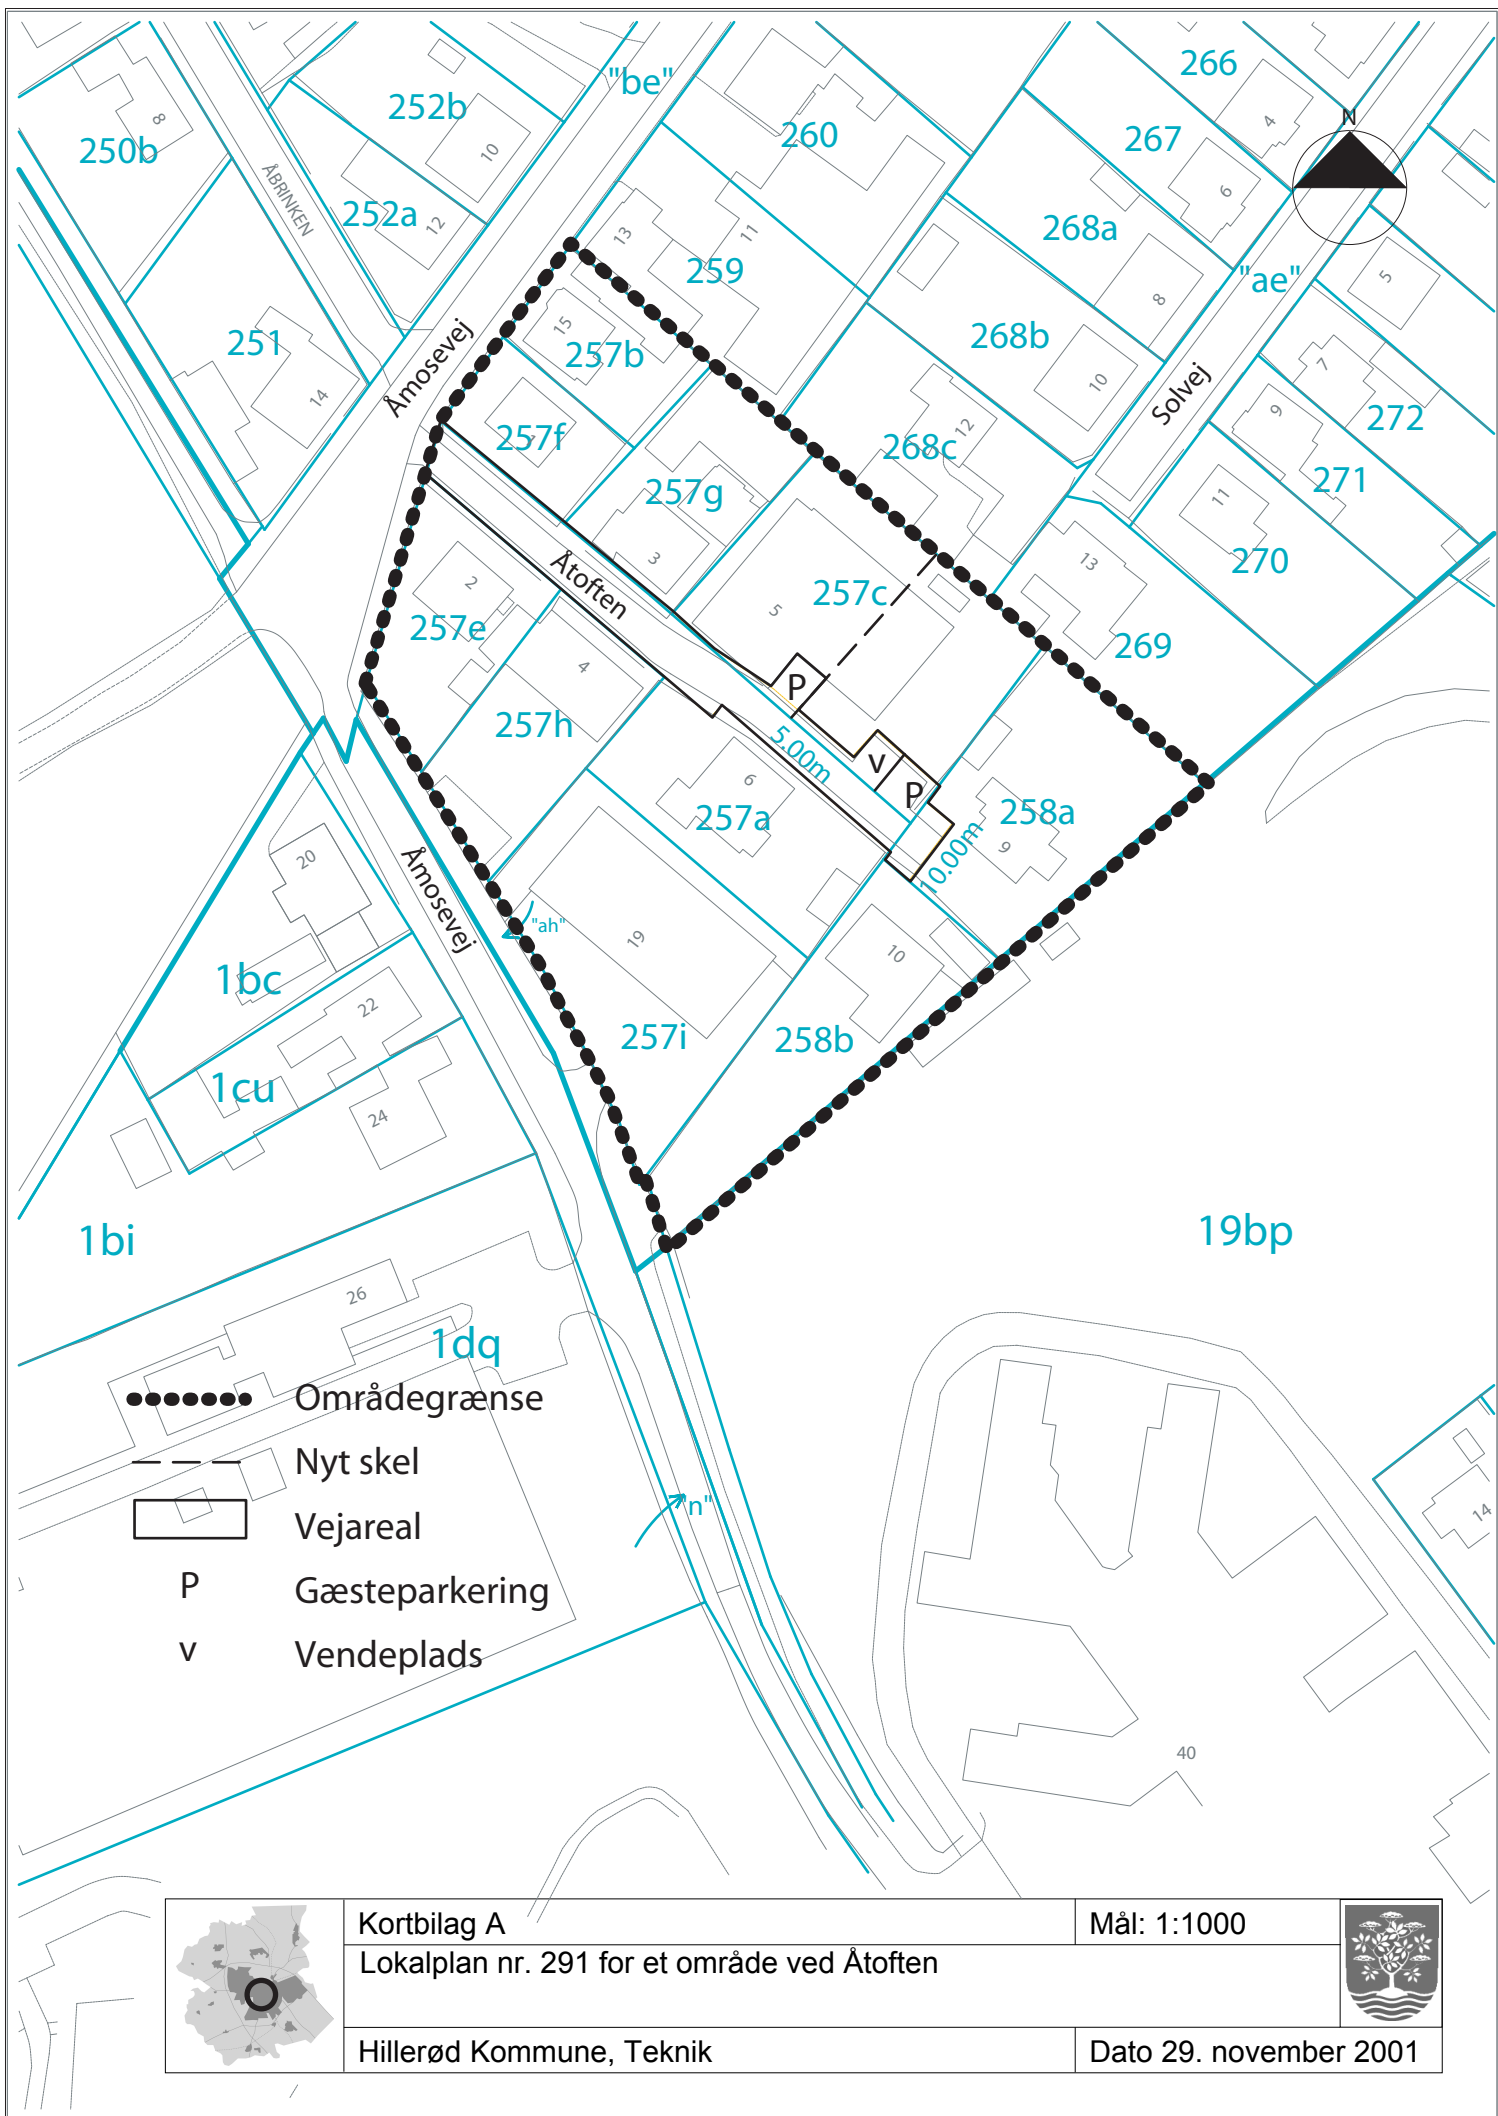 "be"
266
252b
260
267
4
8
250b
10
N
ÅBRINKEN
252a
12
13
11
259
268a
6
"ae"
5
8
251
15
257b
268b
14
Åmosevej
10
Solvej
7
9
272
257f
12
268c
257g
271
11
3
Åtoften
257c
13
270
2
5
257e
269
4
P
257h
5.00m
v
6
P
257a
258a
9
10.00m
20
Åmosevej
"ah"
19
10
1bc
22
257i
258b
1cu
24
1bi
19bp
26
1dq
Områdegrænse
Nyt skel
"n"
14
Vejareal
P Gæsteparkering
v Vendeplads
40
Kortbilag A
Mål: 1:1000
Lokalplan nr. 291 for et område ved Åtoften
Hillerød Kommune, Teknik
Dato 29. november 2001